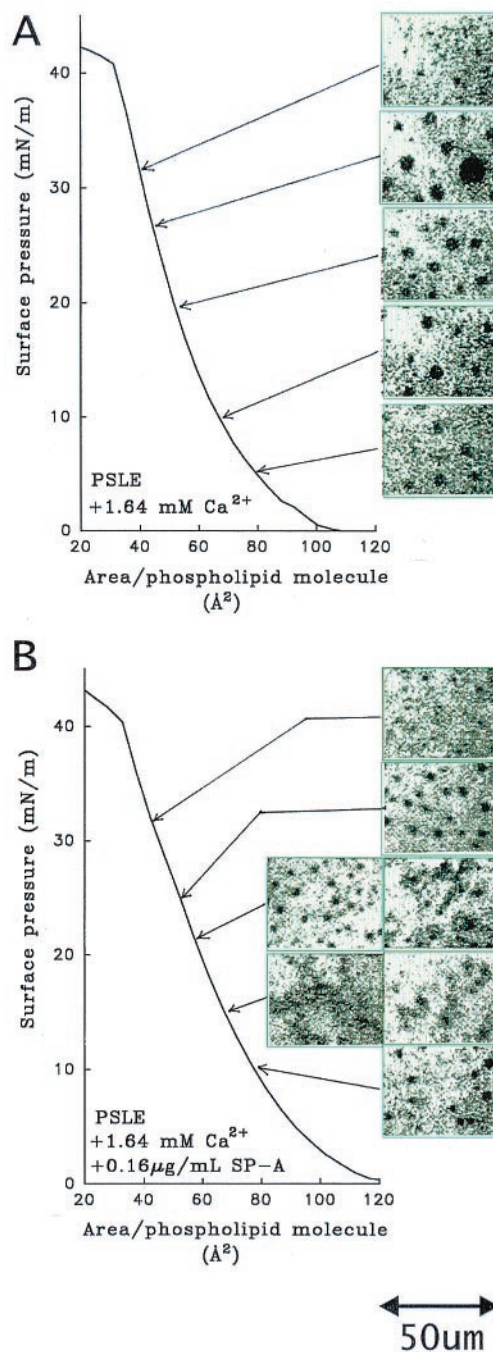 A
Surface pressure (mN/m)
40
30
20
10
0
PSLE
+1.64 mM Ca²⁺
20 40 60 80 100 120
Area/phospholipid molecule
(Å²)
B
Surface pressure (mN/m)
40
30
20
10
0
PSLE
+1.64 mM Ca²⁺
+0.16μg/mL SP-A
20 40 60 80 100 120
Area/phospholipid molecule
(Å²)
50um